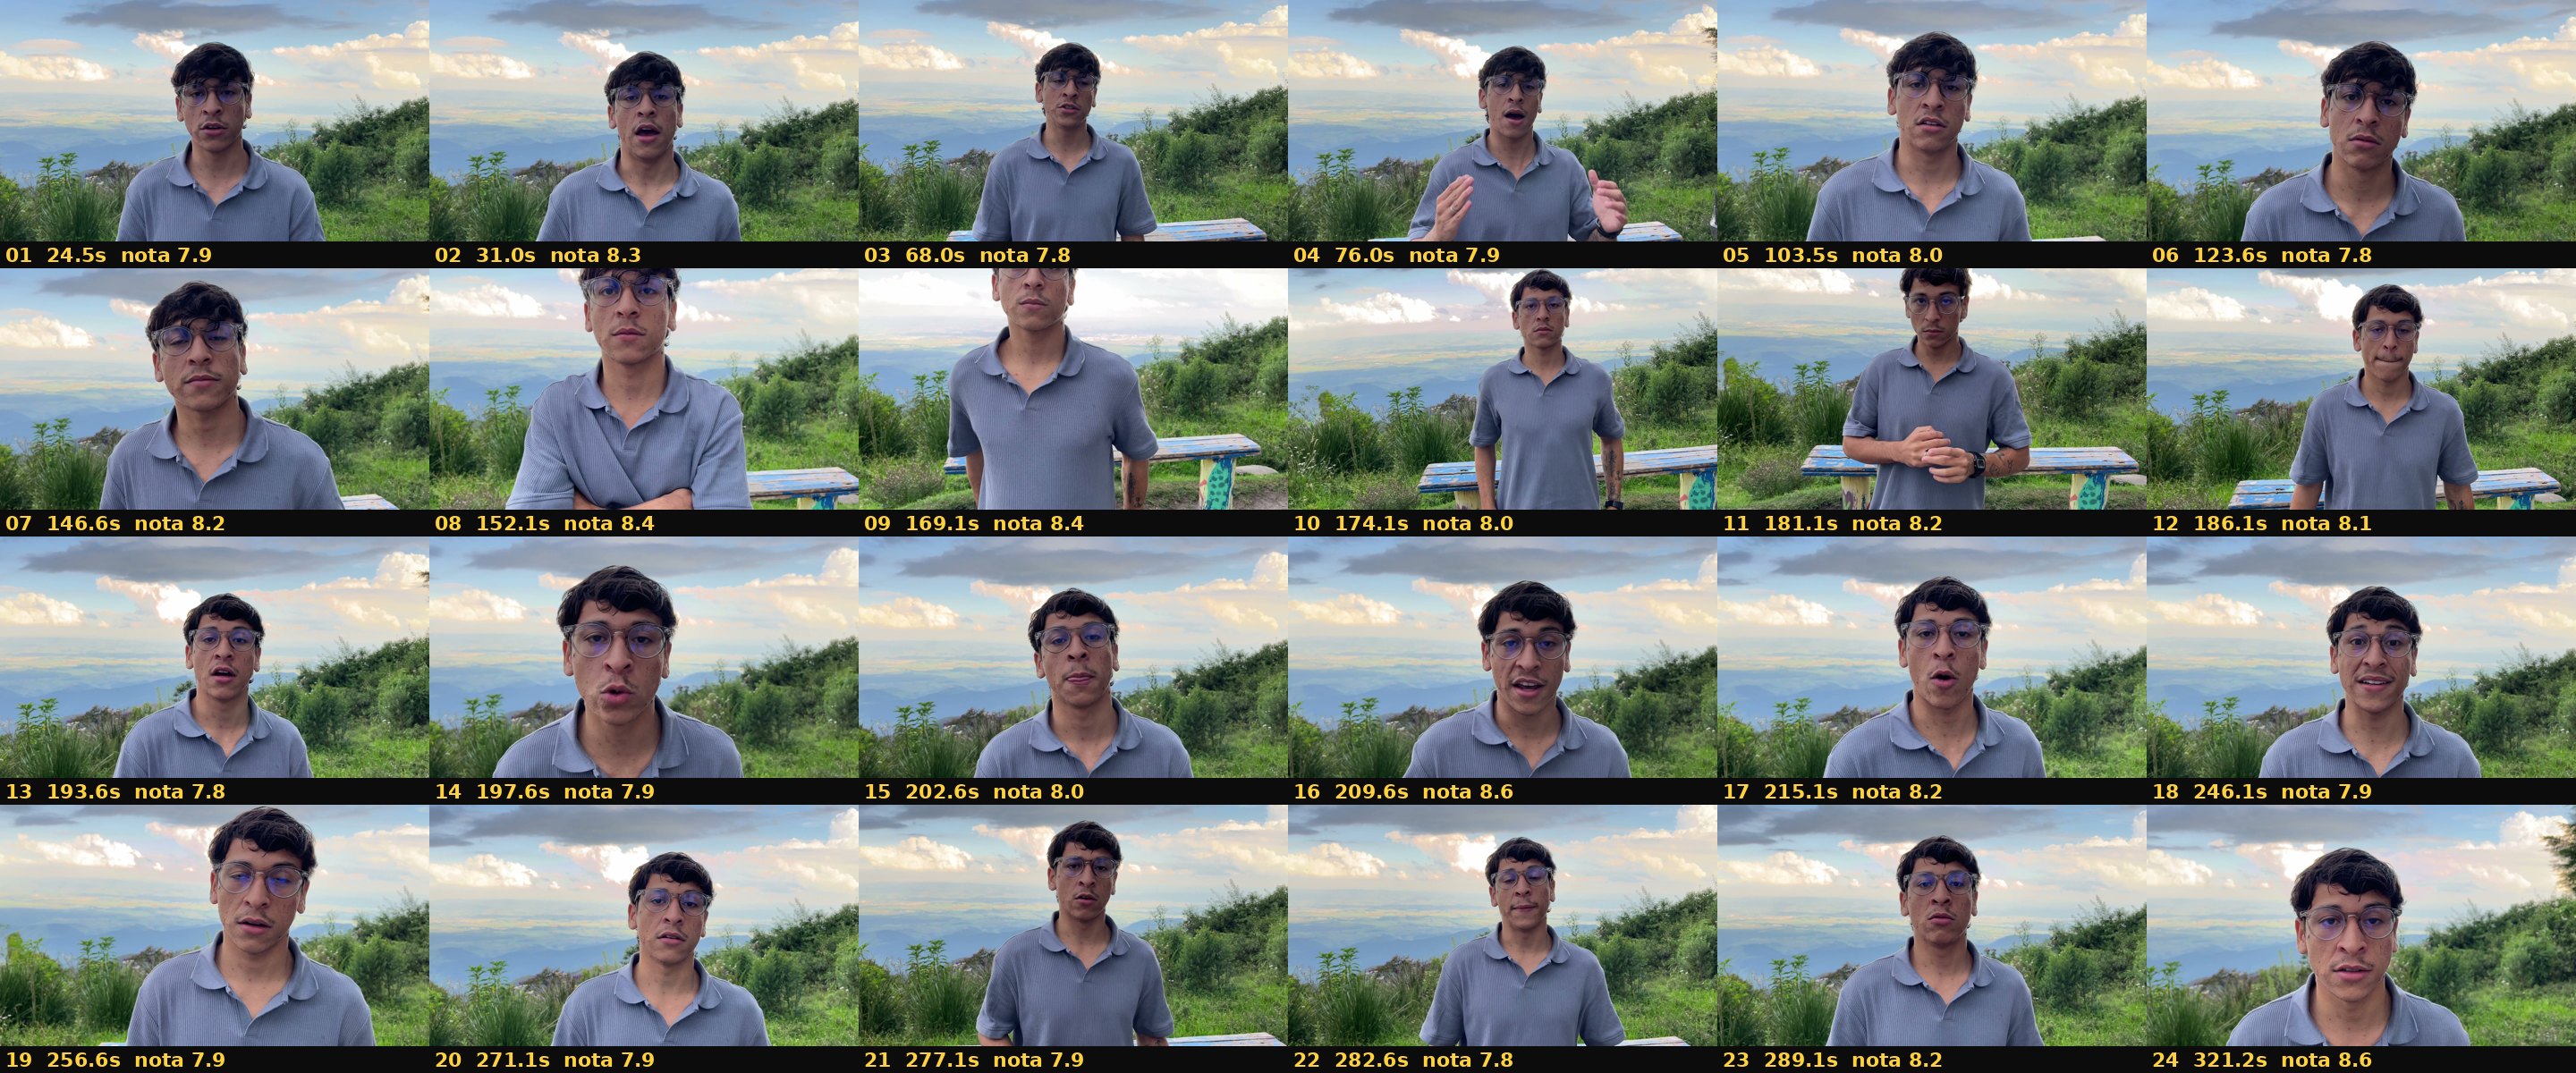 01 24.5s nota 7.9
02 31.0s nota 8.3
03 68.0s nota 7.8
04 76.0s nota 7.9
05 103.5s nota 8.0
06 123.6s nota 7.8
07 146.6s nota 8.2
08 152.1s nota 8.4
09 169.1s nota 8.4
10 174.1s nota 8.0
11 181.1s nota 8.2
12 186.1s nota 8.1
13 193.6s nota 7.8
14 197.6s nota 7.9
15 202.6s nota 8.0
16 209.6s nota 8.6
17 215.1s nota 8.2
18 246.1s nota 7.9
19 256.6s nota 7.9
20 271.1s nota 7.9
21 277.1s nota 7.9
22 282.6s nota 7.8
23 289.1s nota 8.2
24 321.2s nota 8.6